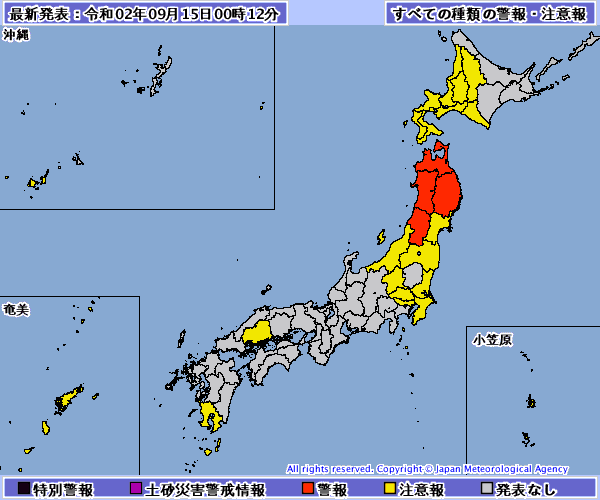 最新発表：令和02年09月15日00時12分
すべての種類の警報・注意報
沖縄
奄美
小笠原
All rights reserved. Copyright © Japan Meteorological Agency
特別警報 土砂災害警戒情報 警報 注意報 発表なし